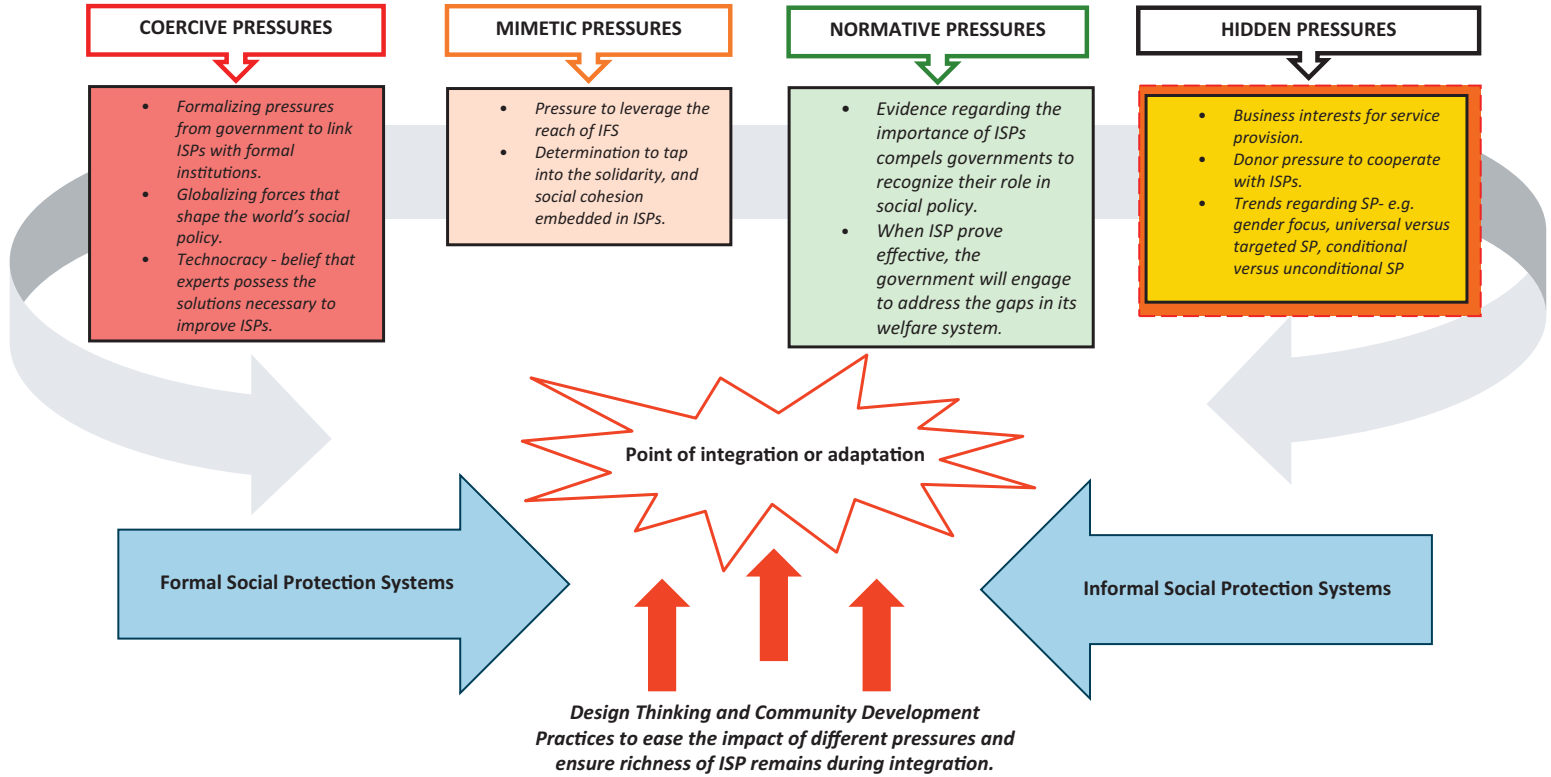 COERCIVE PRESSURES
• Formalizing pressures
from government to link
ISPs with formal
institutions.
• Globalizing forces that
shape the world's social
policy.
• Technocracy - belief that
experts possess the
solutions necessary to
improve ISPs.
MIMETIC PRESSURES
• Pressure to leverage the
reach of IFS
• Determination to tap
into the solidarity, and
social cohesion
embedded in ISPs.
NORMATIVE PRESSURES
• Evidence regarding the
importance of ISPs
compels governments to
recognize their role in
social policy.
• When ISP prove
effective, the
government will engage
to address the gaps in its
welfare system.
HIDDEN PRESSURES
• Business interests for service
provision.
• Donor pressure to cooperate
with ISPs.
• Trends regarding SP- e.g.
gender focus, universal versus
targeted SP, conditional
versus unconditional SP
Point of integration or adaptation
Formal Social Protection Systems
Informal Social Protection Systems
Design Thinking and Community Development
Practices to ease the impact of different pressures and
ensure richness of ISP remains during integration.